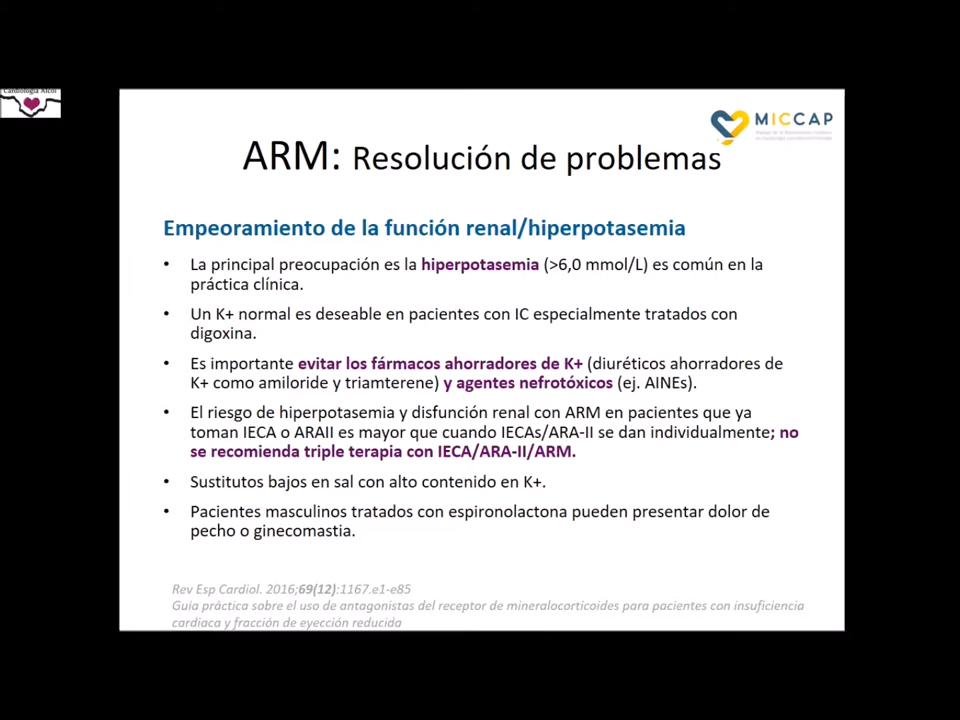 Cardiología Alcoi
MICCAP
ARM: Resolución de problemas
Empeoramiento de la función renal/hiperpotasemia
• La principal preocupación es la hiperpotasemia (>6,0 mmol/L) es común en la
práctica clínica.
• Un K+ normal es deseable en pacientes con IC especialmente tratados con
digoxina.
• Es importante evitar los fármacos ahorradores de K+ (diuréticos ahorradores de
K+ como amiloride y triamterene) y agentes nefrotóxicos (ej. AINEs).
• El riesgo de hiperpotasemia y disfunción renal con ARM en pacientes que ya
toman IECA o ARAII es mayor que cuando IECAs/ARA-II se dan individualmente; no
se recomienda triple terapia con IECA/ARA-II/ARM.
• Sustitutos bajos en sal con alto contenido en K+.
• Pacientes masculinos tratados con espironolactona pueden presentar dolor de
pecho o ginecomastia.
Rev Esp Cardiol. 2016;69(12):1167.e1-e85
Guía práctica sobre el uso de antagonistas del receptor de mineralocorticoides para pacientes con insuficiencia
cardiaca y fracción de eyección reducida